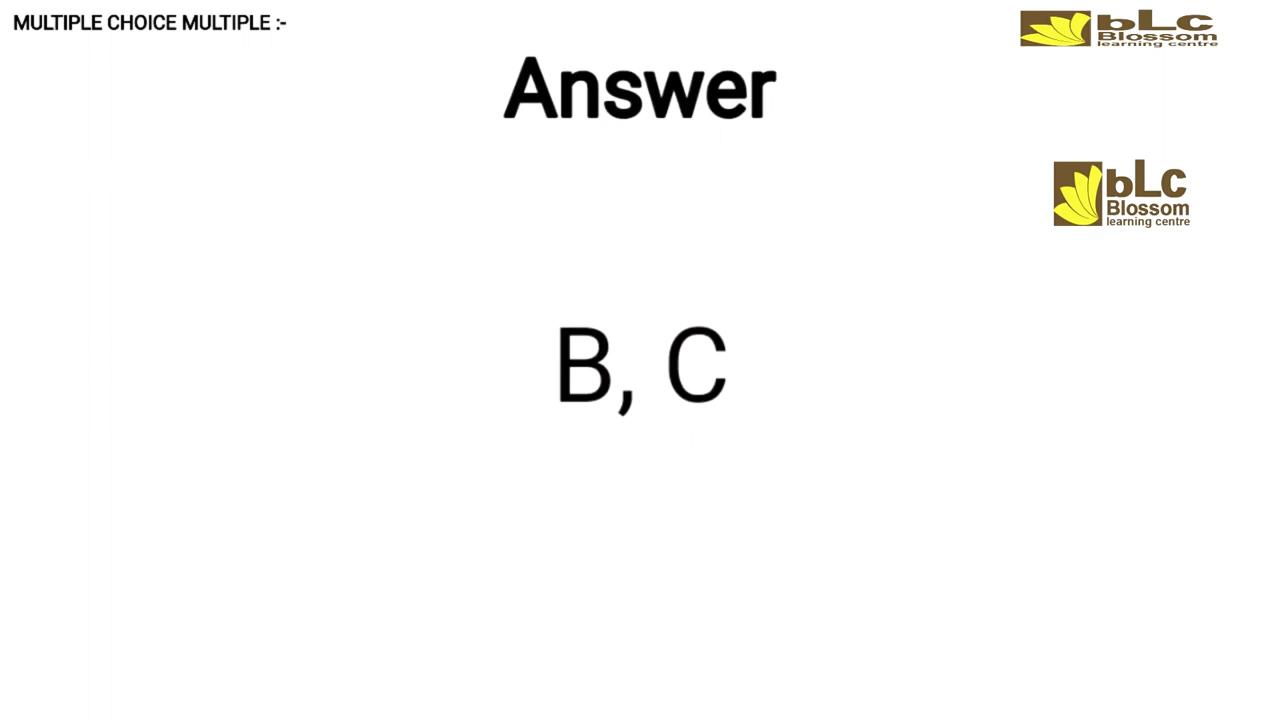 MULTIPLE CHOICE MULTIPLE :-
bLc
Blossom
learning centre
Answer
bLc
Blossom
learning centre
B, C